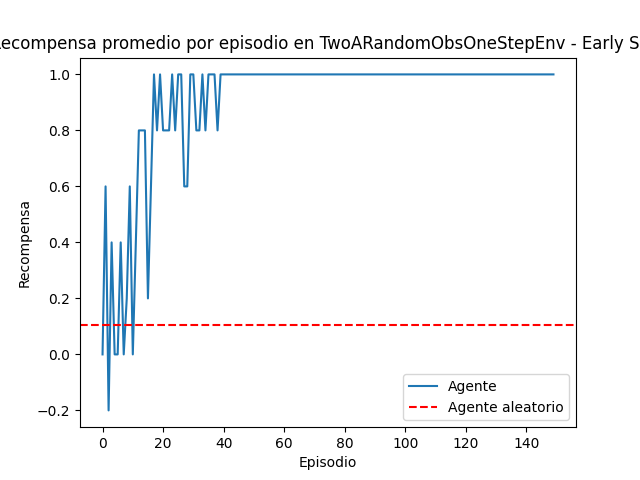 ecompensa promedio por episodio en TwoARandomObsOneStepEnv - Early S
1.0
0.8
0.6
0.4
0.2
0.0
−0.2
Recompensa
0 20 40 60 80 100 120 140
Episodio
Agente
Agente aleatorio